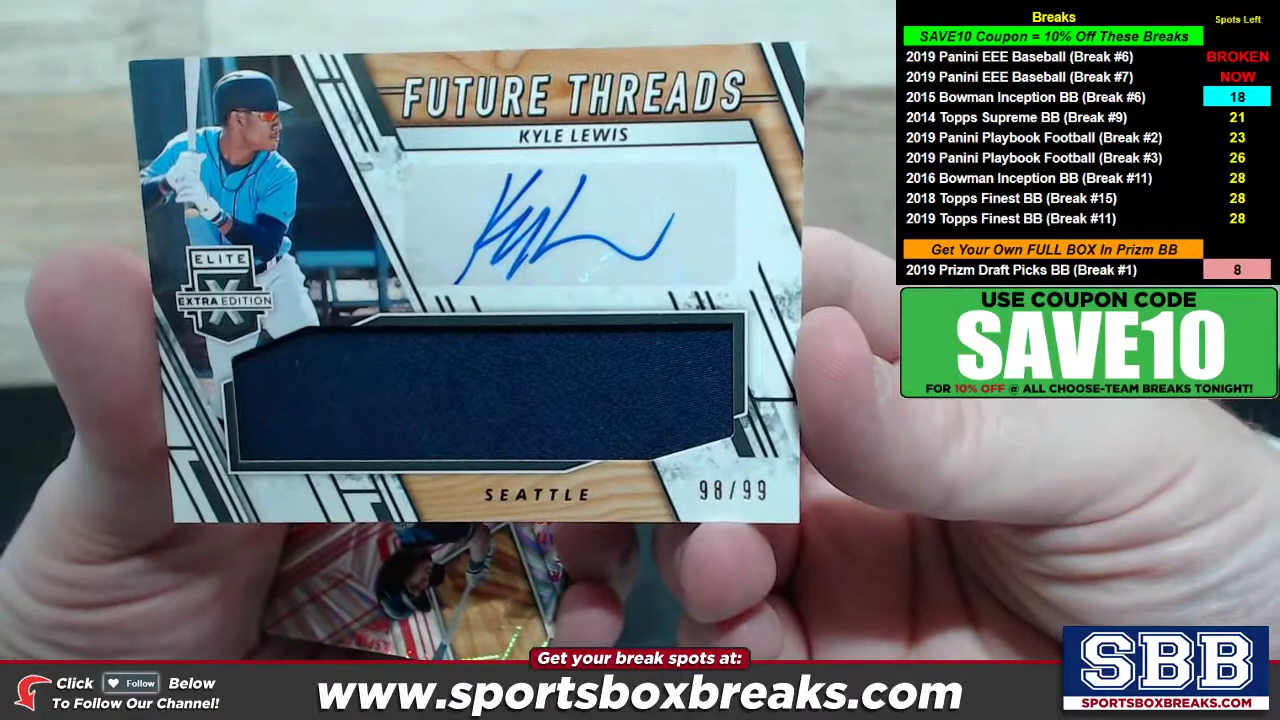 FUTURE THREADS
KYLE LEWIS
ELITE
EXTRA EDITION
X
SEATTLE
98/99
Breaks
Spots Left
SAVE10 Coupon = 10% Off These Breaks
2019 Panini EEE Baseball (Break #6) BROKEN
2019 Panini EEE Baseball (Break #7) NOW
2015 Bowman Inception BB (Break #6) 18
2014 Topps Supreme BB (Break #9) 21
2019 Panini Playbook Football (Break #2) 23
2019 Panini Playbook Football (Break #3) 26
2016 Bowman Inception BB (Break #11) 28
2018 Topps Finest BB (Break #15) 28
2019 Topps Finest BB (Break #11) 28
Get Your Own FULL BOX In Prizm BB
2019 Prizm Draft Picks BB (Break #1) 8
USE COUPON CODE
SAVE10
FOR 10% OFF @ ALL CHOOSE-TEAM BREAKS TONIGHT!
Get your break spots at:
Click Follow Below
To Follow Our Channel!
www.sportsboxbreaks.com
SBB
SPORTSBOXBREAKS.COM